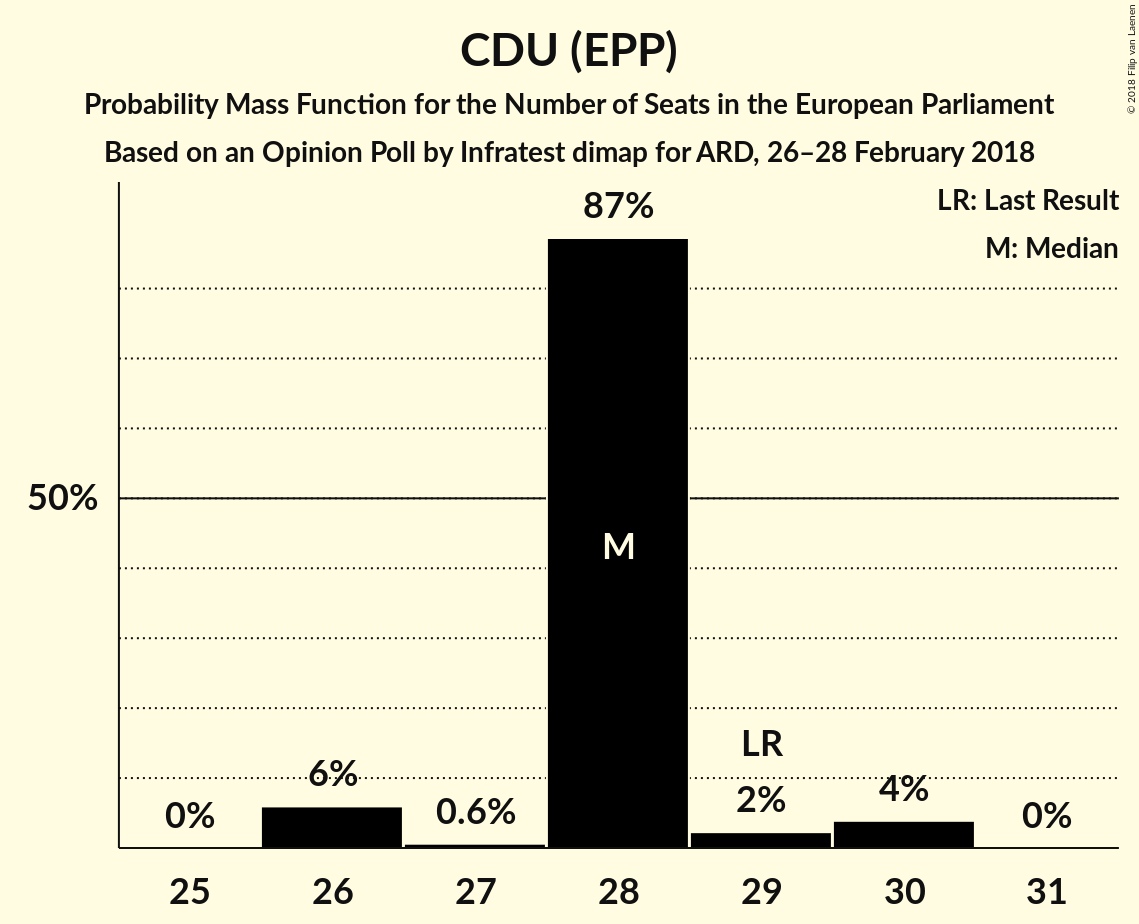 CDU (EPP)
Probability Mass Function for the Number of Seats in the European Parliament
Based on an Opinion Poll by Infratest dimap for ARD, 26–28 February 2018
© 2018 Filip van Laenen
LR: Last Result
M: Median
87%
50%
M
LR
0%
6%
0.6%
2%
4%
0%
25 26 27 28 29 30 31